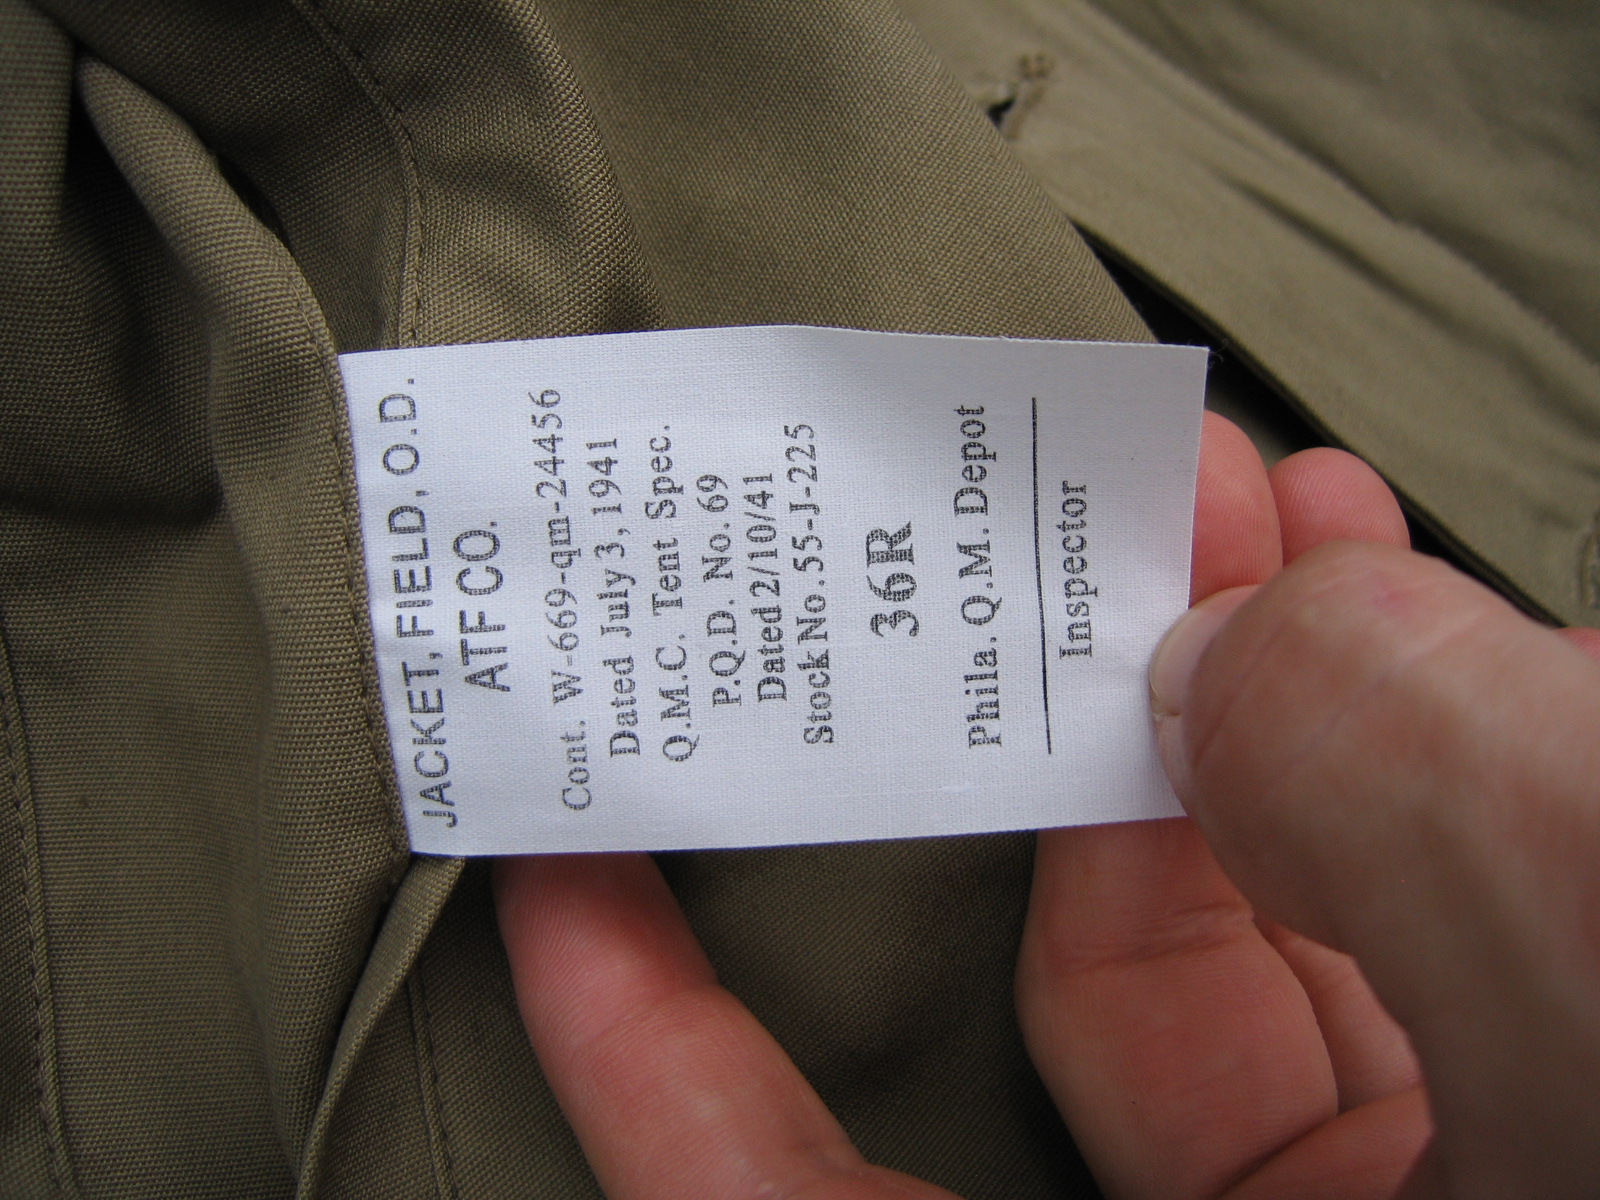 JACKET, FIELD, O.D.
ATF CO.
Cont. W-669-qm-24456
Dated July 3, 1941
Q.M.C. Tent Spec.
P.Q.D. No. 69
Dated 2/10/41
Stock No. 55-J-225
36R
Phila. Q.M. Depot
Inspector